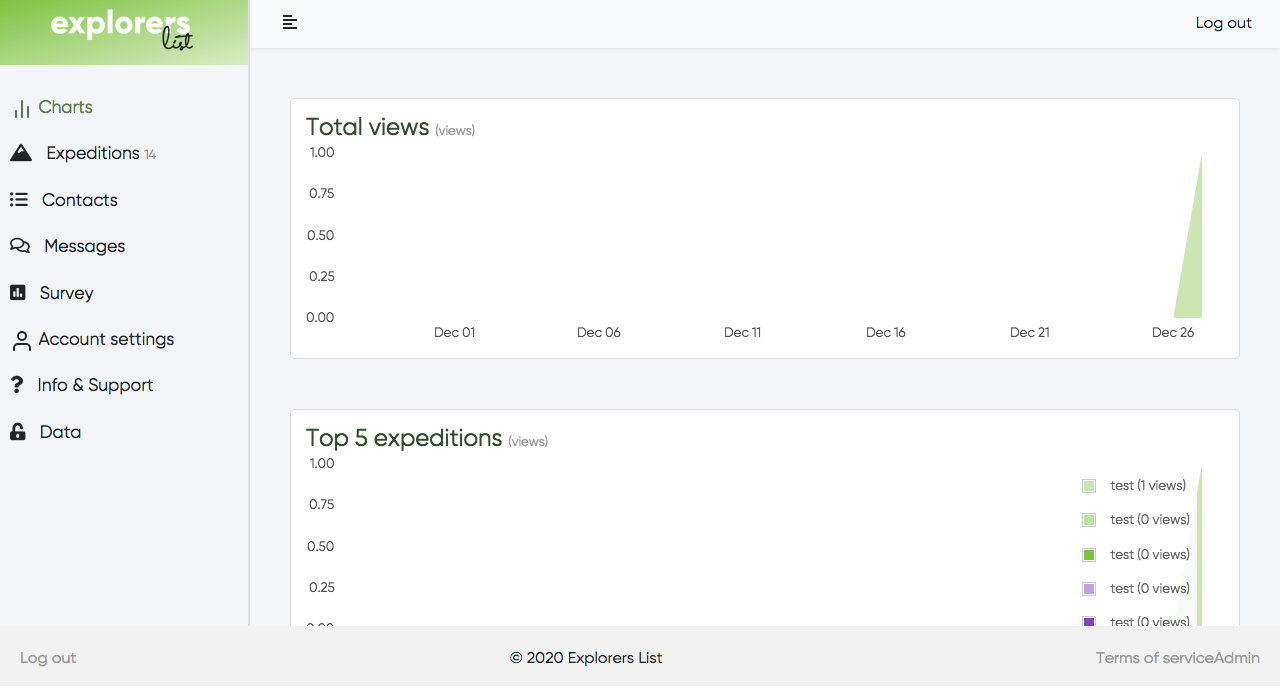 explorers
list
Log out
Charts
Expeditions 14
Contacts
Messages
Survey
Account settings
Info & Support
Data
Total views (views)
1.00
0.75
0.50
0.25
0.00
Dec 01 Dec 06 Dec 11 Dec 16 Dec 21 Dec 26
Top 5 expeditions (views)
1.00
0.75
0.50
0.25
0.00
test (1 views)
test (0 views)
test (0 views)
test (0 views)
test (0 views)
Log out
© 2020 Explorers List
Terms of serviceAdmin